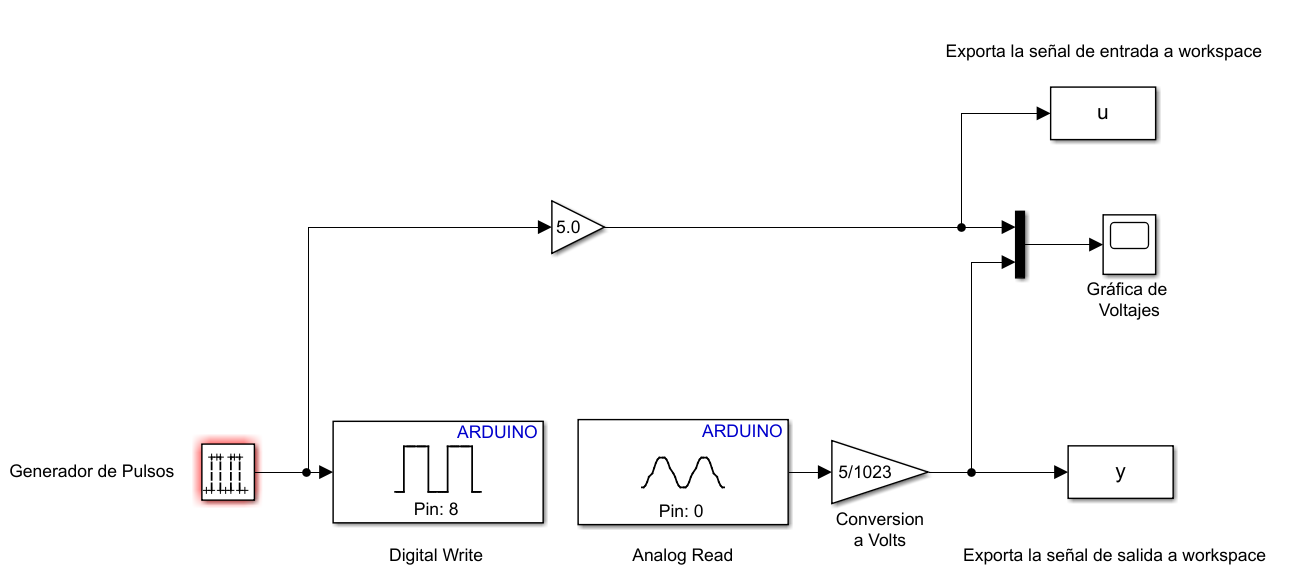 Exporta la señal de entrada a workspace
u
5.0
Gráfica de
Voltajes
Generador de Pulsos
ARDUINO
Pin: 8
Digital Write
ARDUINO
Pin: 0
Analog Read
5/1023
Conversion
a Volts
y
Exporta la señal de salida a workspace